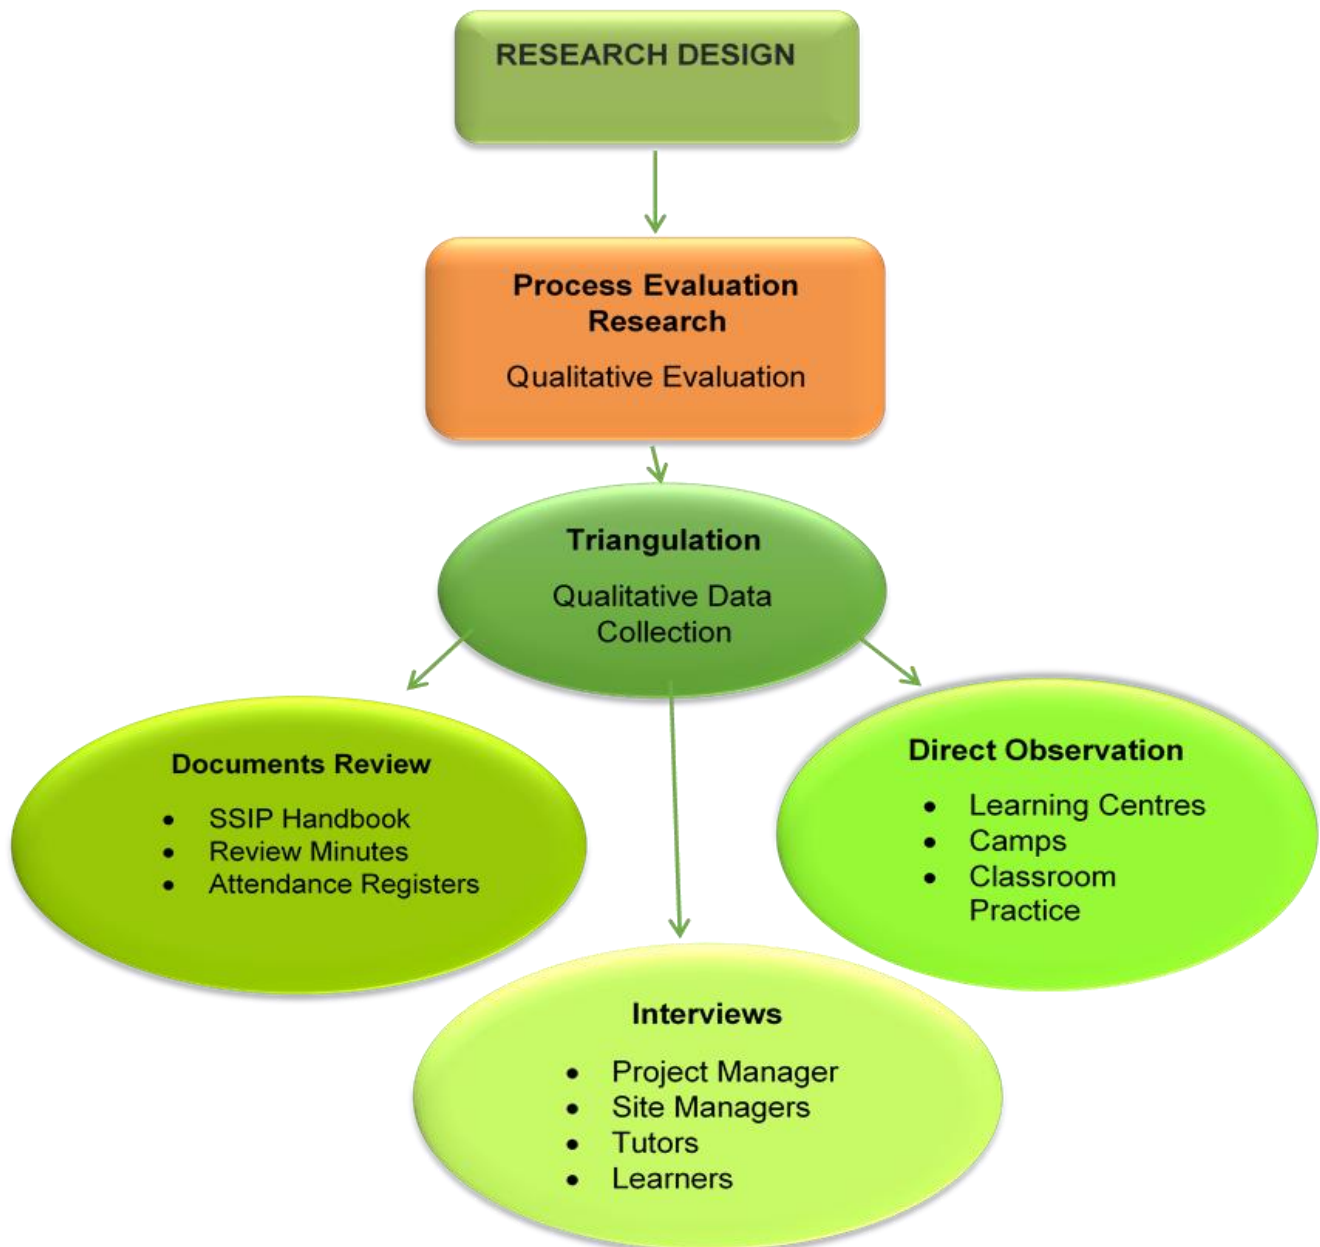 RESEARCH DESIGN
Process Evaluation
Research
Qualitative Evaluation
Triangulation
Qualitative Data
Collection
Documents Review
• SSIP Handbook
• Review Minutes
• Attendance Registers
Direct Observation
• Learning Centres
• Camps
• Classroom
Practice
Interviews
• Project Manager
• Site Managers
• Tutors
• Learners